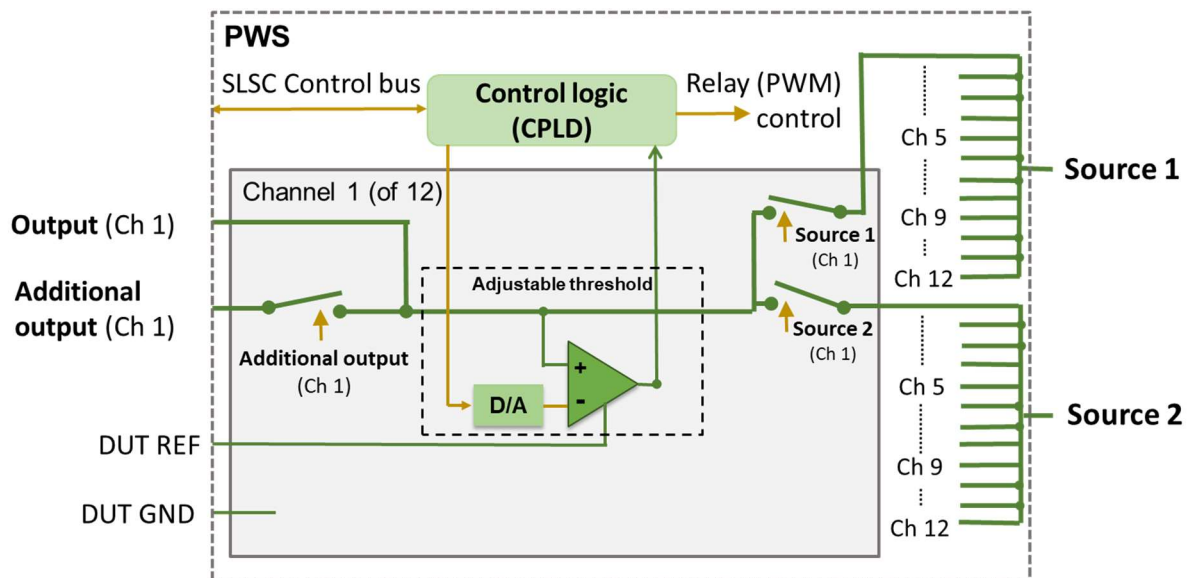 PWS
SLSC Control bus
Control logic
(CPLD)
Relay (PWM)
control
Channel 1 (of 12)
Output (Ch 1)
Additional
output (Ch 1)
Additional output
(Ch 1)
Adjustable threshold
+
-
D/A
DUT REF
DUT GND
Source 1
(Ch 1)
Source 2
(Ch 1)
Ch 5
Ch 9
Ch 12
Source 1
Ch 5
Ch 9
Ch 12
Source 2